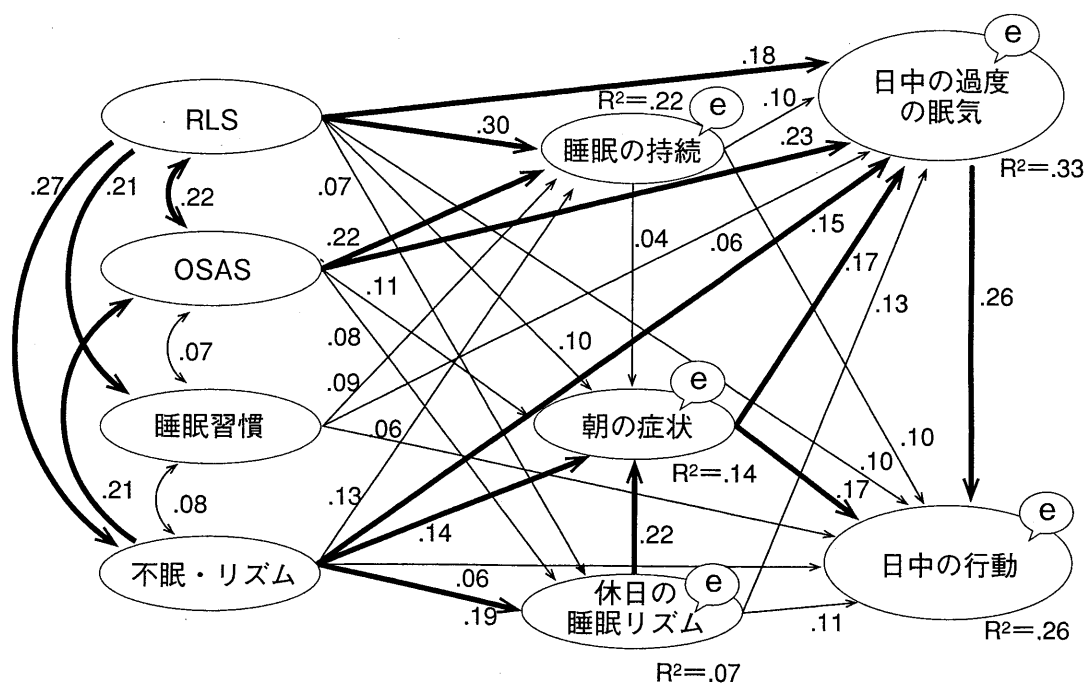 e
.18
日中の過度
の眠気
R²=.22
e
.10
RLS
.30
.23
睡眠の持続
R²=.33
.27
.21
.07
.22
.22
.04
.06
.15
OSAS
.11
.17
.26
.13
.07
.08
.10
e
.09
睡眠習慣
.06
朝の症状
.10
.10
R²=.14
.17
.21
.08
.13
.14
e
.22
不眠・リズム
.06
e
休日の
睡眠リズム
日中の行動
.19
.11
R²=.26
R²=.07